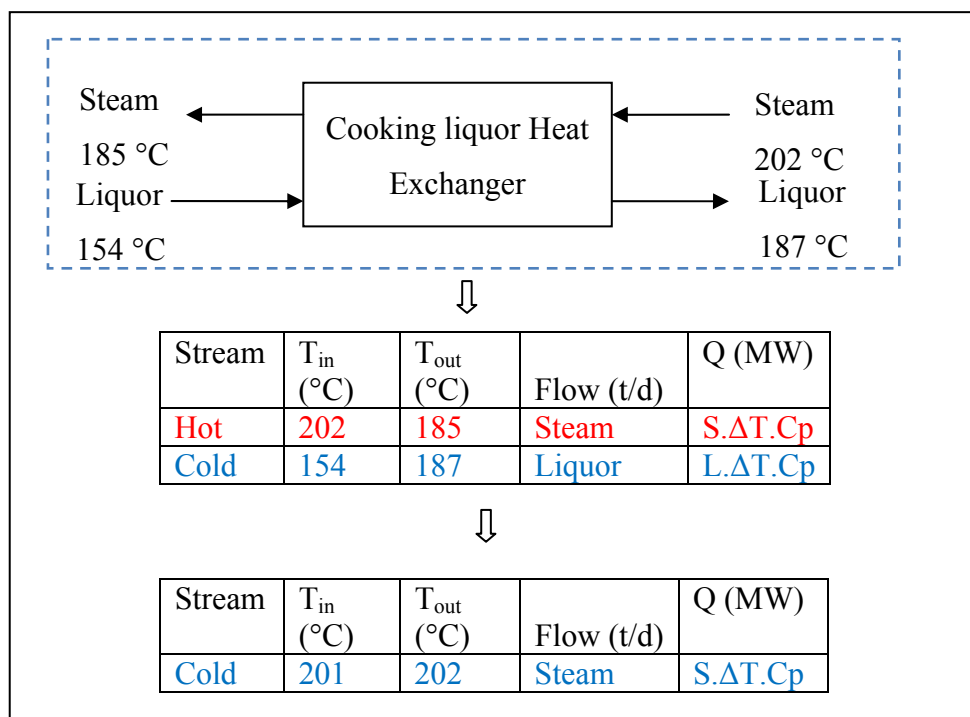 Steam
Cooking liquor Heat
Exchanger
Steam
185 °C
202 °C
Liquor
Liquor
154 °C
187 °C
Stream Tin (°C) Tout (°C) Flow (t/d) Q (MW)
Hot 202 185 Steam S.ΔT.Cp
Cold 154 187 Liquor L.ΔT.Cp
Stream Tin (°C) Tout (°C) Flow (t/d) Q (MW)
Cold 201 202 Steam S.ΔT.Cp